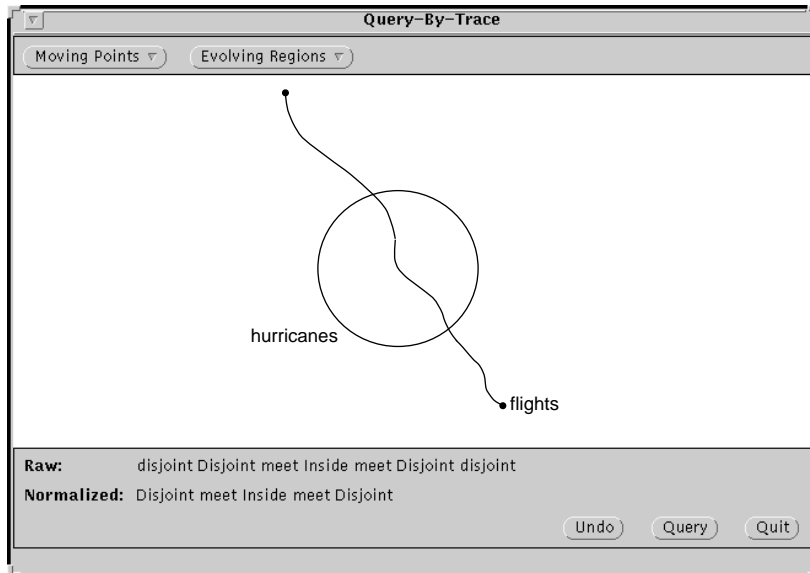 Query-By-Trace
Moving Points Evolving Regions
hurricanes
flights
Raw: disjoint Disjoint meet Inside meet Disjoint disjoint
Normalized: Disjoint meet Inside meet Disjoint
Undo Query Quit